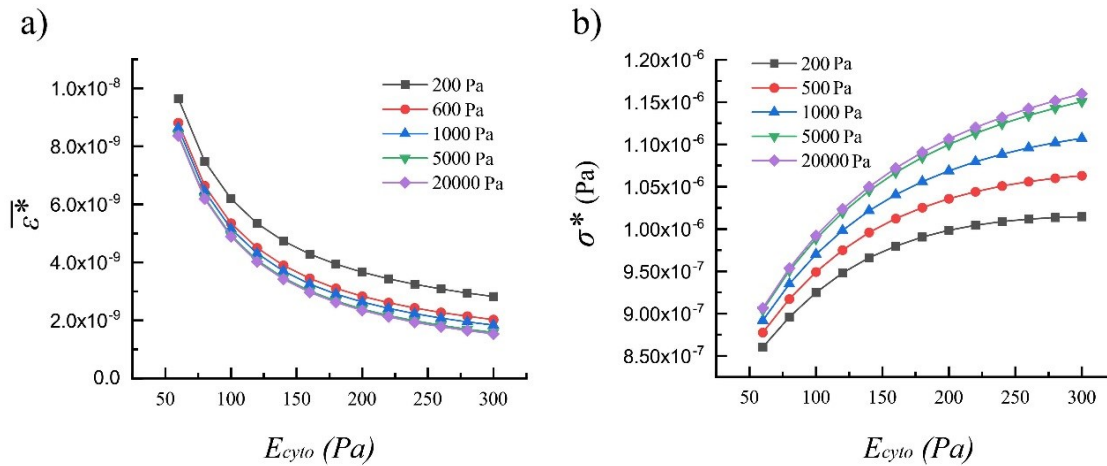 a)
1.0x10⁻⁸
8.0x10⁻⁹
6.0x10⁻⁹
4.0x10⁻⁹
2.0x10⁻⁹
0.0
ε̅*
200 Pa
600 Pa
1000 Pa
5000 Pa
20000 Pa
50 100 150 200 250 300
Ecyto (Pa)
b)
1.20x10⁻⁶
1.15x10⁻⁶
1.10x10⁻⁶
1.05x10⁻⁶
1.00x10⁻⁶
9.50x10⁻⁷
9.00x10⁻⁷
8.50x10⁻⁷
σ* (Pa)
200 Pa
500 Pa
1000 Pa
5000 Pa
20000 Pa
50 100 150 200 250 300
Ecyto (Pa)